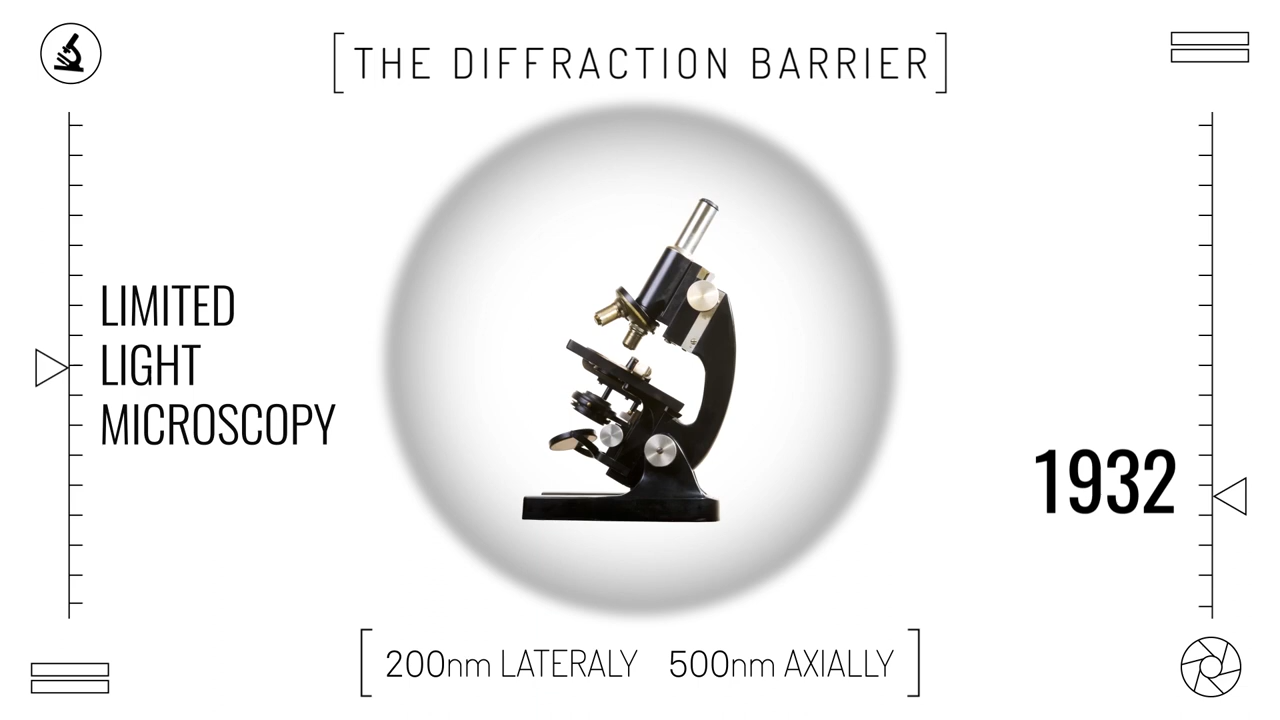 THE DIFFRACTION BARRIER
LIMITED
LIGHT
MICROSCOPY
1932
200nm LATERALY 500nm AXIALLY